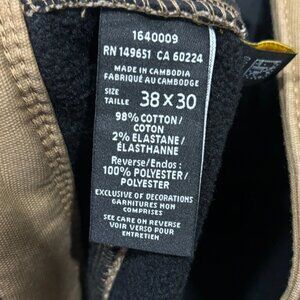 1640009
RN 149651 CA 60224
MADE IN CAMBODIA
FABRIQUÉ AU CAMBODGE
SIZE
TAILLE 38 X 30
98% COTTON/
COTON
2% ELASTANE/
ÉLASTHANNE
Reverse/Endos:
100% POLYESTER/
POLYESTER
EXCLUSIVE OF DECORATIONS
GARNITURES NON
COMPRISES
SEE CARE ON REVERSE
VOIR VERSO POUR
ENTRETIEN